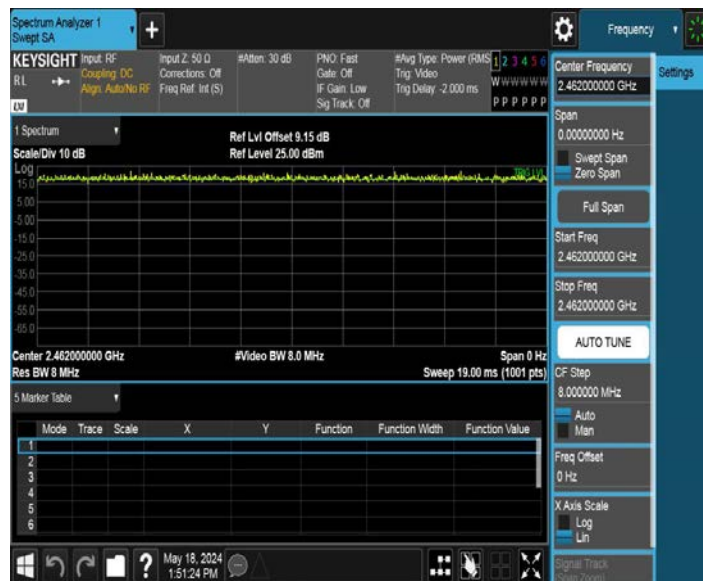 Spectrum Analyzer 1
Swept SA
+
Frequency
KEYSIGHT
RL
LXI
Input: RF
Coupling: DC
Align: Auto/No RF
Input Z: 50 Ω
Corrections: Off
Freq Ref: Int (S)
#Atten: 30 dB
PNO: Fast
Gate: Off
IF Gain: Low
Sig Track: Off
#Avg Type: Power (RMS
Trig: Video
Trig Delay: -2.000 ms
1 2 3 4 5 6
W W W W W W
P P P P P P
1 Spectrum
Scale/Div 10 dB
Ref Lvl Offset 9.15 dB
Ref Level 25.00 dBm
Log
TRIG LVL
15.0
5.00
-5.00
-15.0
-25.0
-35.0
-45.0
-55.0
-65.0
Center 2.462000000 GHz
#Video BW 8.0 MHz
Span 0 Hz
Res BW 8 MHz
Sweep 19.00 ms (1001 pts)
5 Marker Table
Mode Trace Scale X Y Function Function Width Function Value
1
2
3
4
5
6
?
May 18, 2024
1:51:24 PM
Center Frequency
2.462000000 GHz
Settings
Span
0.00000000 Hz
Swept Span
Zero Span
Full Span
Start Freq
2.462000000 GHz
Stop Freq
2.462000000 GHz
AUTO TUNE
CF Step
8.000000 MHz
Auto
Man
Freq Offset
0 Hz
X Axis Scale
Log
Lin
Signal Track
(Span Zoom)